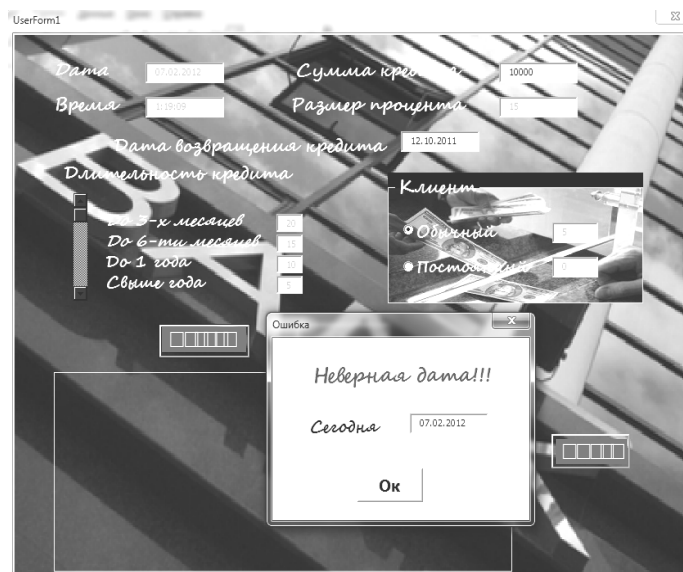 UserForm1
Дата 07.02.2012 Сумма кредита 10000
Время 1:19:09 Размер процента 15
Дата возвращения кредита 12.10.2011
Длительность кредита
Клиент
До 3-х месяцев 20
Обычный 5
До 6-ти месяцев 15
До 1 года 10
Постоянный 0
Свыше года 5
Ошибка
Неверная дата!!!
Сегодня 07.02.2012
Ок